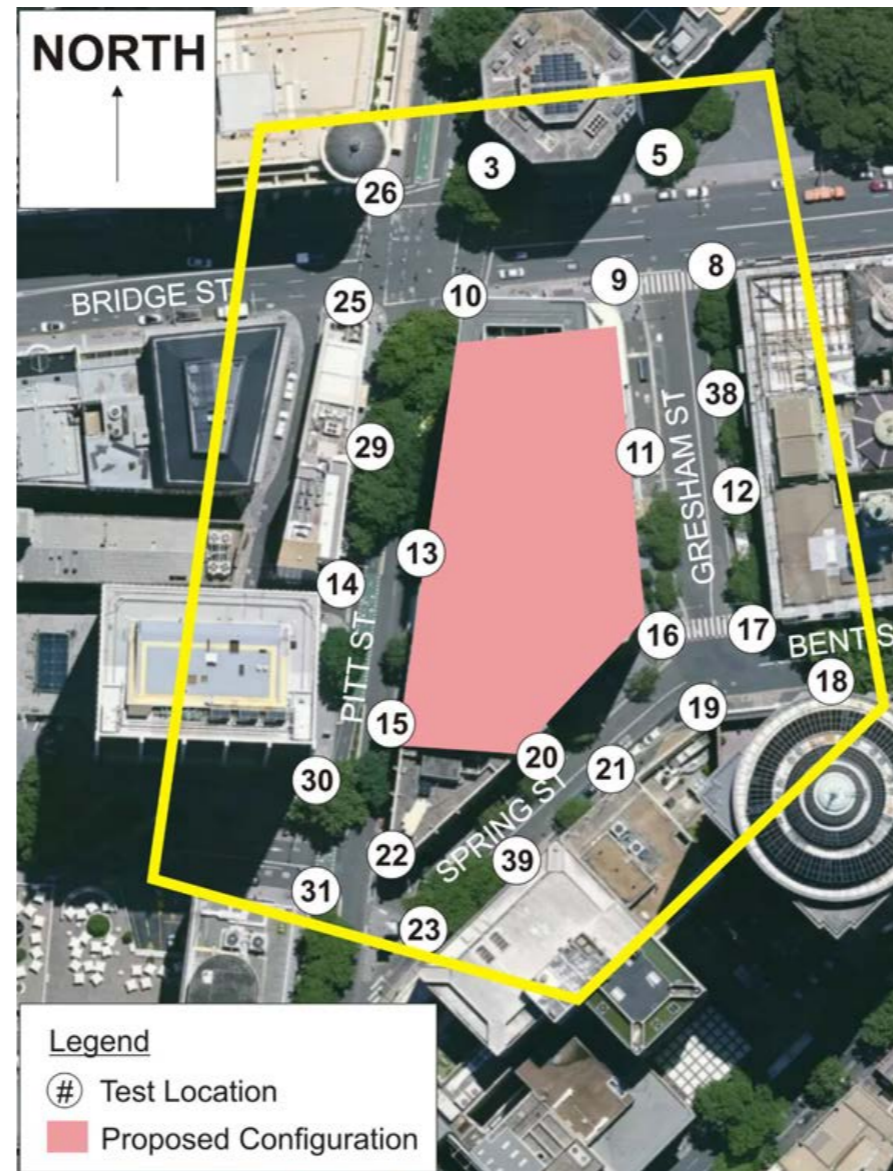 NORTH
3
5
26
8
9
10
25
BRIDGE ST
38
29
11
GRESHAM ST
12
13
14
16
17
BENT S
PITT ST
18
19
15
20
21
30
SPRING ST
22
39
31
23
Legend
# Test Location
Proposed Configuration